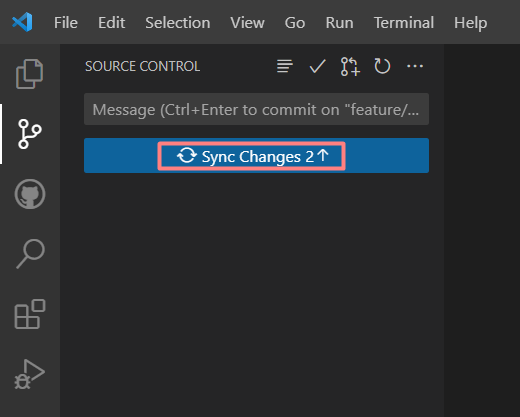 File Edit Selection View Go Run Terminal Help
SOURCE CONTROL
Message (Ctrl+Enter to commit on "feature/...
Sync Changes 2↑